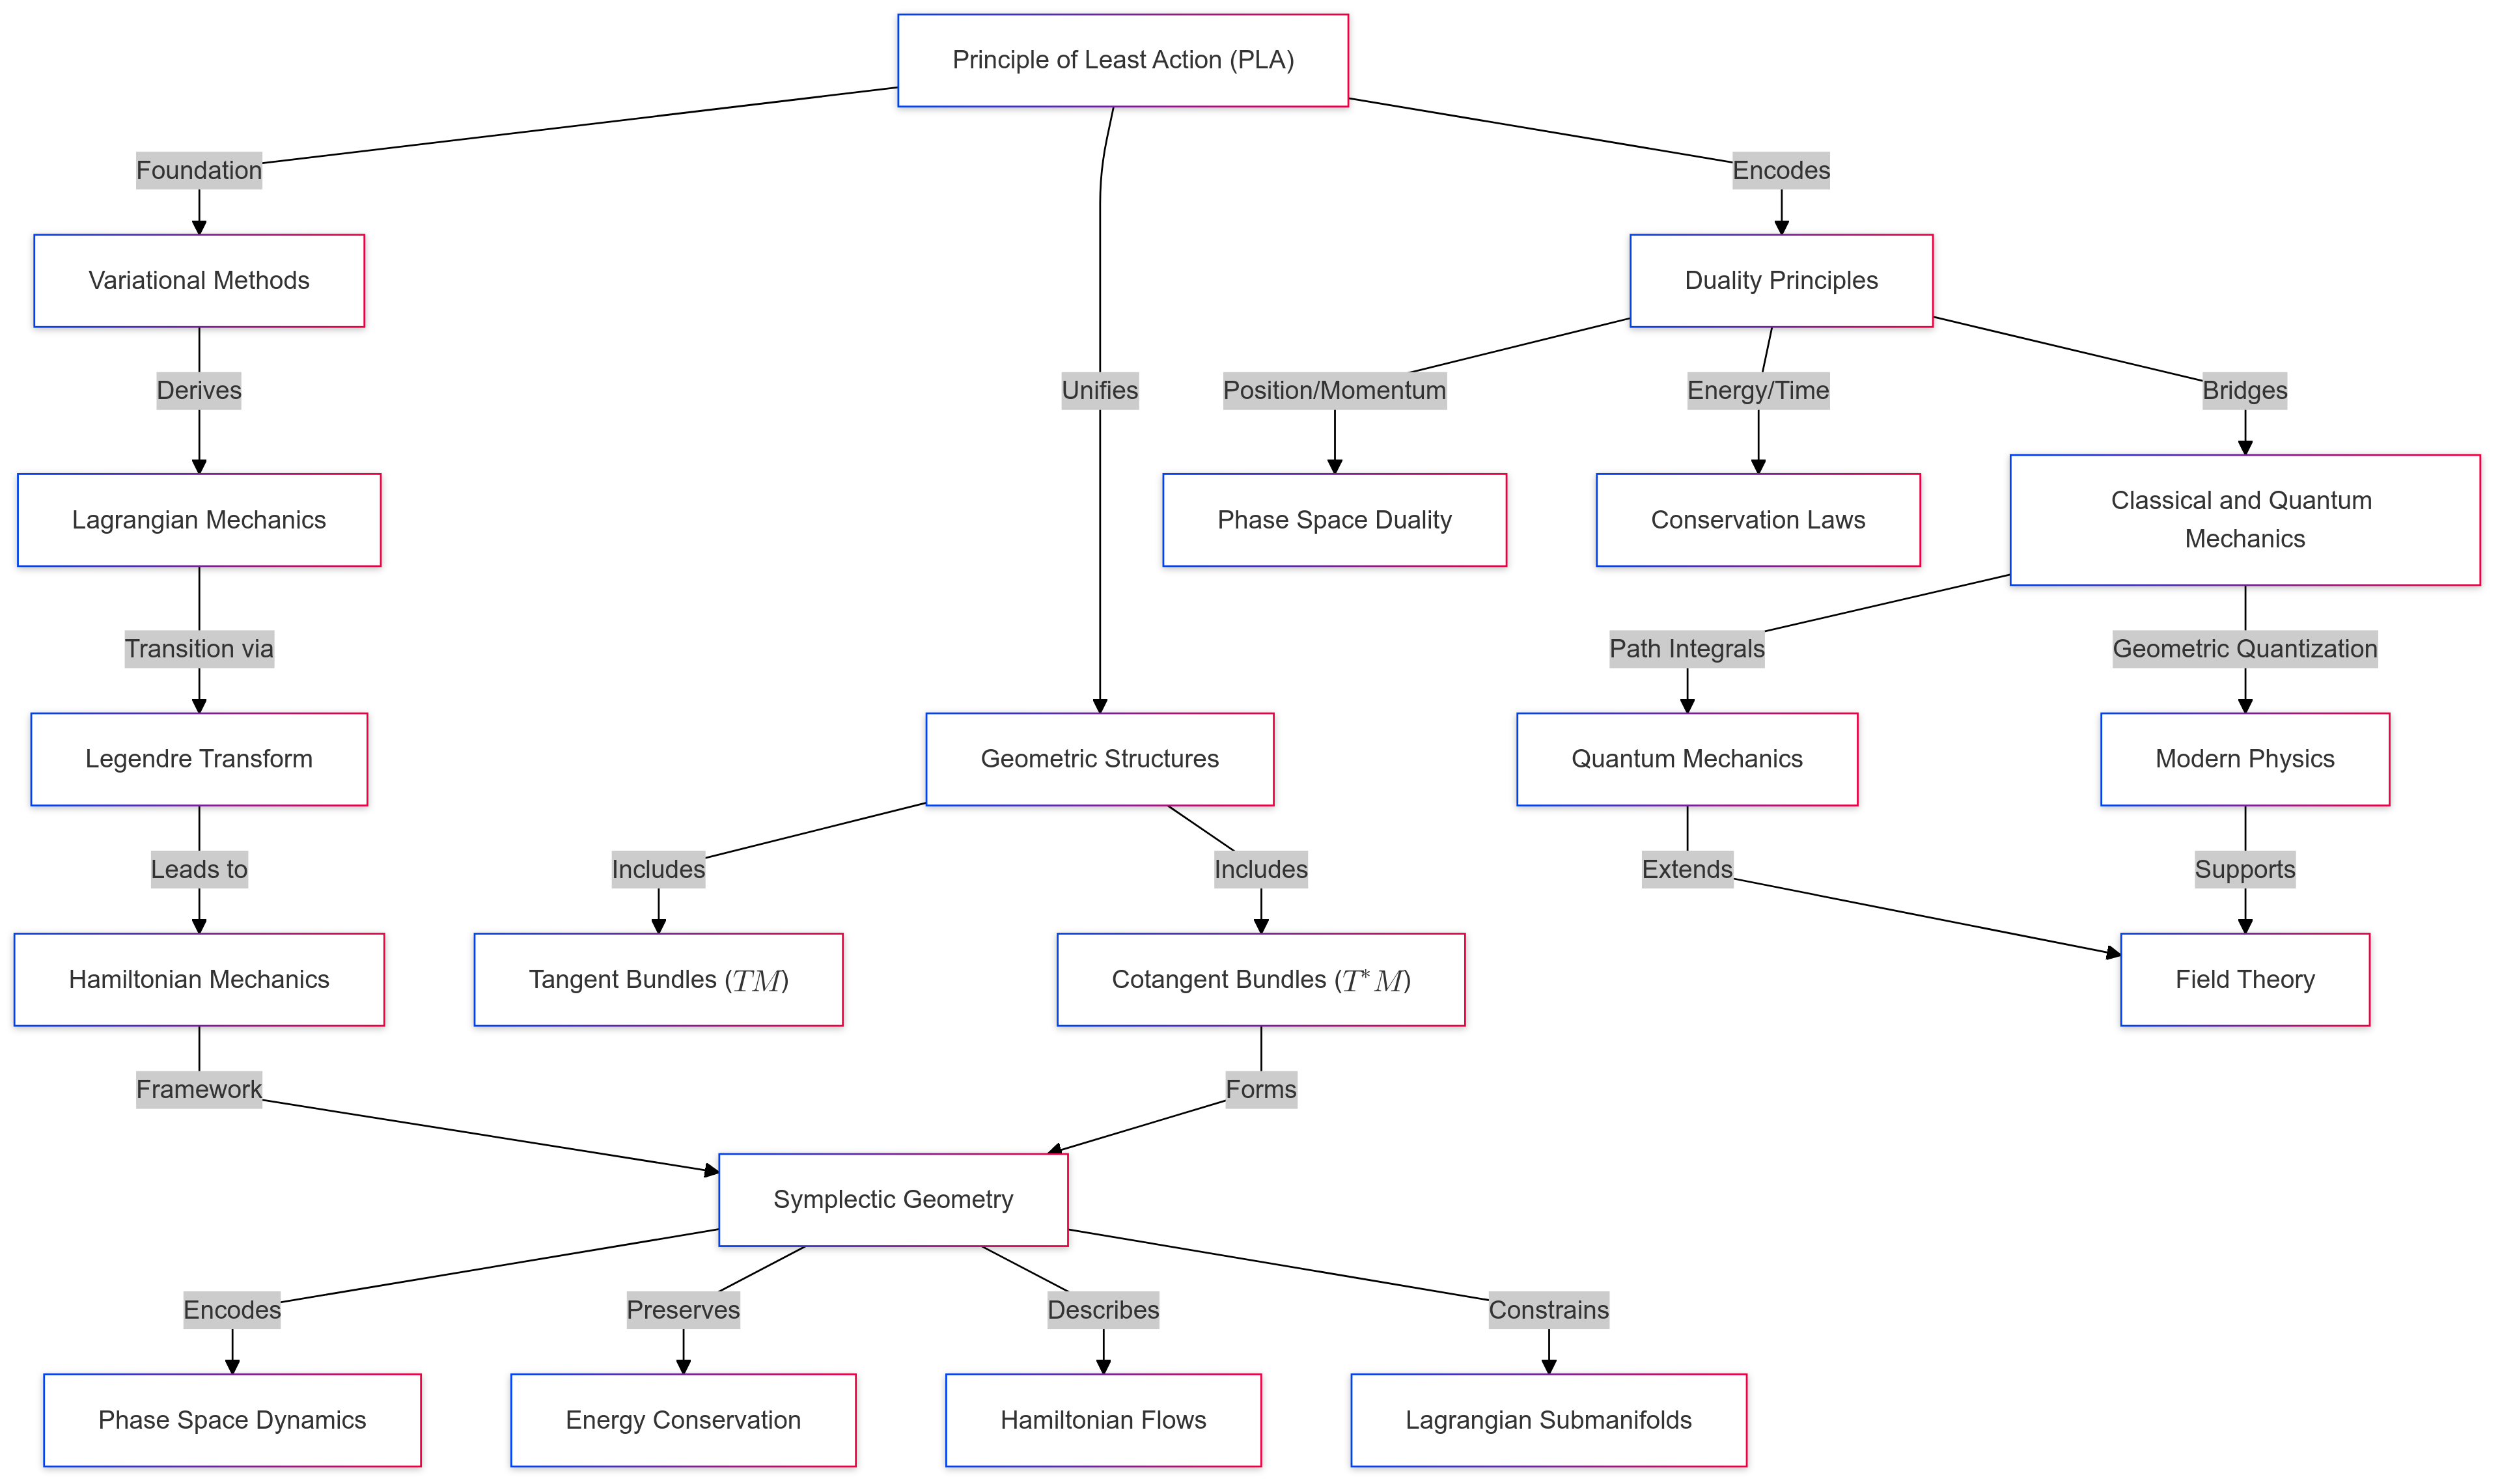 Principle of Least Action (PLA)
Foundation
Encodes
Variational Methods
Duality Principles
Derives
Unifies
Position/Momentum
Energy/Time
Bridges
Lagrangian Mechanics
Phase Space Duality
Conservation Laws
Classical and Quantum
Mechanics
Transition via
Path Integrals
Geometric Quantization
Legendre Transform
Geometric Structures
Quantum Mechanics
Modern Physics
Leads to
Includes
Includes
Extends
Supports
Hamiltonian Mechanics
Tangent Bundles (TM)
Cotangent Bundles (T*M)
Field Theory
Framework
Forms
Symplectic Geometry
Encodes
Preserves
Describes
Constrains
Phase Space Dynamics
Energy Conservation
Hamiltonian Flows
Lagrangian Submanifolds